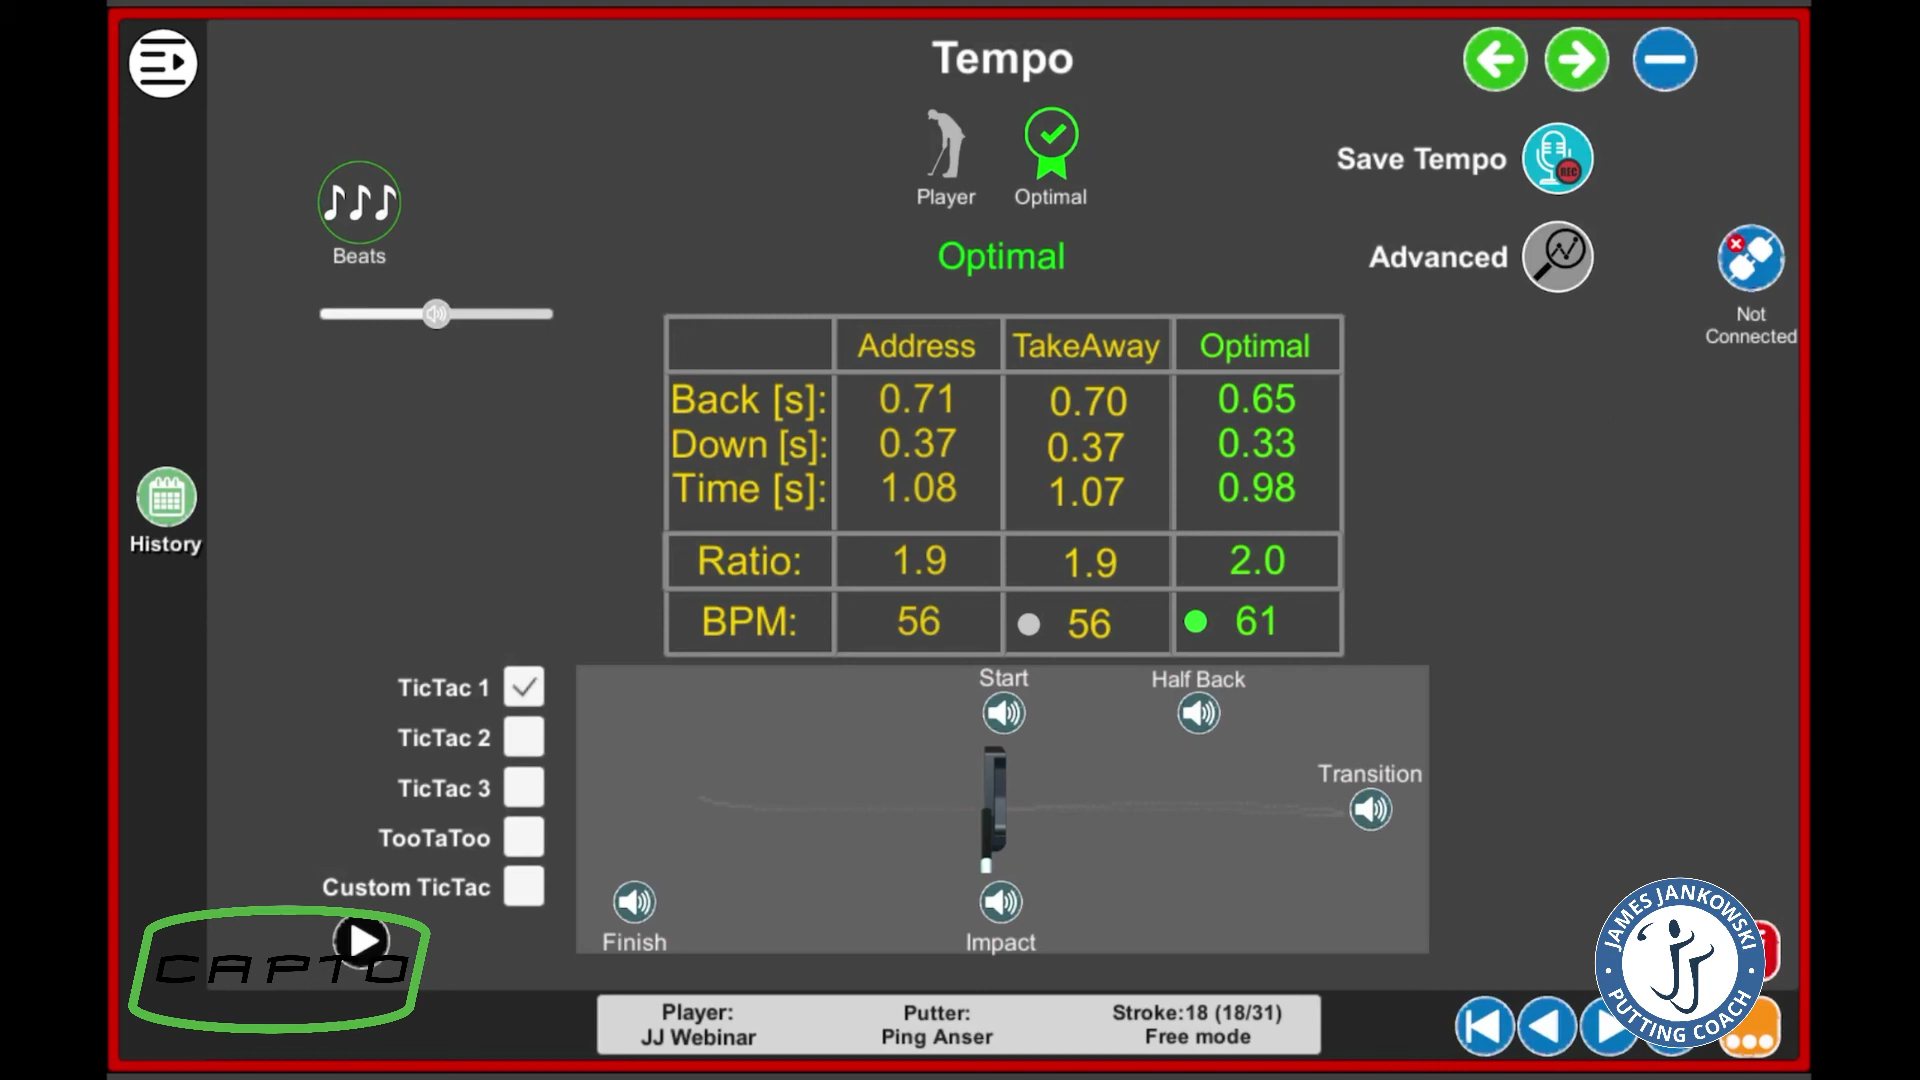 Tempo
Player
Optimal
Save Tempo
REC
Beats
Optimal
Advanced
Not
Connected
Address TakeAway Optimal
Back [s]: 0.71 0.70 0.65
Down [s]: 0.37 0.37 0.33
Time [s]: 1.08 1.07 0.98
Ratio: 1.9 1.9 2.0
BPM: 56 56 61
History
TicTac 1
TicTac 2
TicTac 3
TooTaToo
Custom TicTac
Start
Half Back
Transition
Finish
Impact
CAPTO
Player: Putter: Stroke:18 (18/31)
JJ Webinar Ping Anser Free mode
JAMES JANKOWSKI
JJ
PUTTING COACH